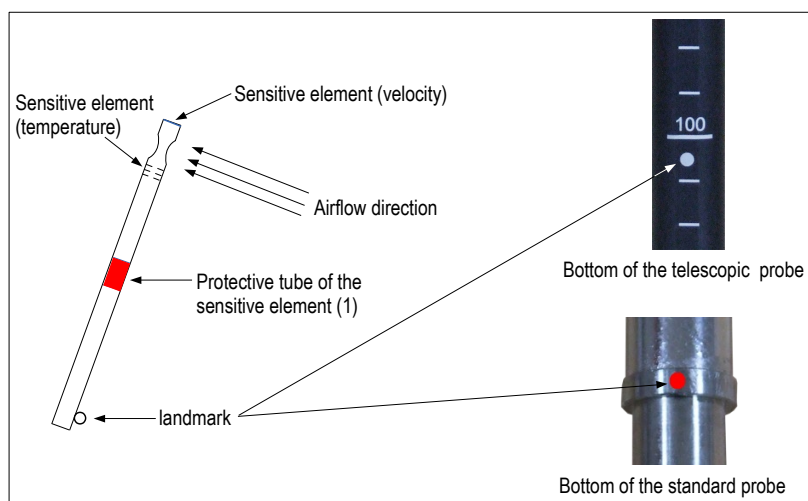 Sensitive element (velocity)
Sensitive element
(temperature)
100
Airflow direction
Bottom of the telescopic probe
Protective tube of the
sensitive element (1)
landmark
Bottom of the standard probe